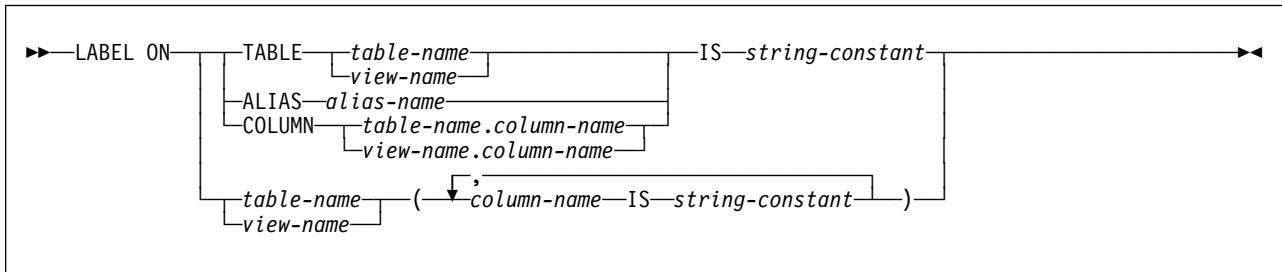 LABEL ON TABLE table-name IS string-constant
view-name
ALIAS alias-name
COLUMN table-name.column-name
view-name.column-name
,
table-name ( column-name IS string-constant )
view-name